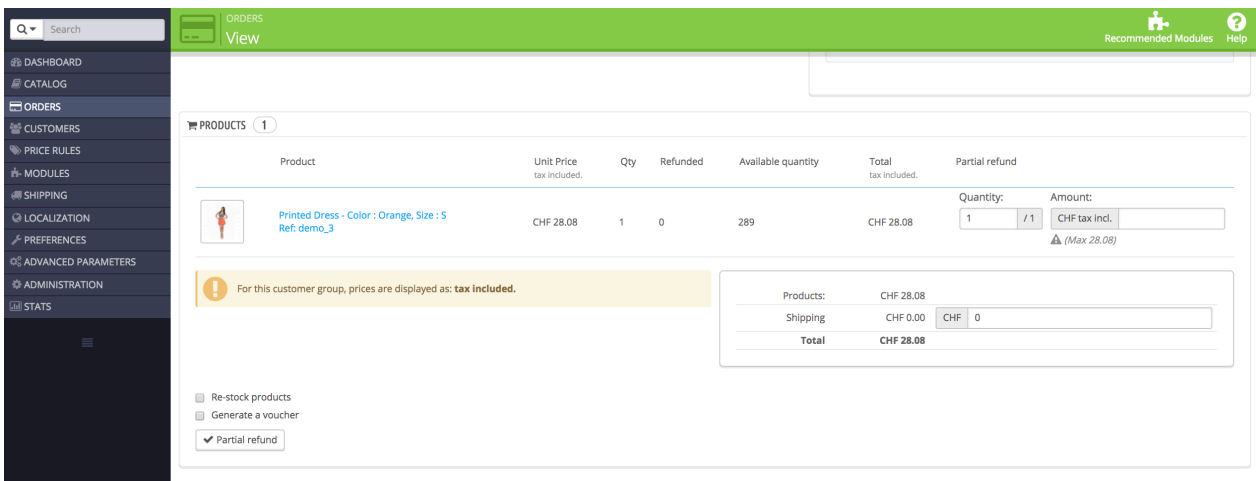 Search
ORDERS
View
Recommended Modules
Help
DASHBOARD
CATALOG
ORDERS
CUSTOMERS
PRICE RULES
MODULES
SHIPPING
LOCALIZATION
PREFERENCES
ADVANCED PARAMETERS
ADMINISTRATION
STATS
PRODUCTS 1
Product Unit Price Qty Refunded Available quantity Total Partial refund
tax included. tax included.
Quantity: Amount:
Printed Dress - Color : Orange, Size : S
Ref: demo_3
CHF 28.08 1 0 289 CHF 28.08 1 / 1 CHF tax incl.
(Max 28.08)
For this customer group, prices are displayed as: tax included.
Products: CHF 28.08
Shipping CHF 0.00 CHF 0
Total CHF 28.08
Re-stock products
Generate a voucher
Partial refund